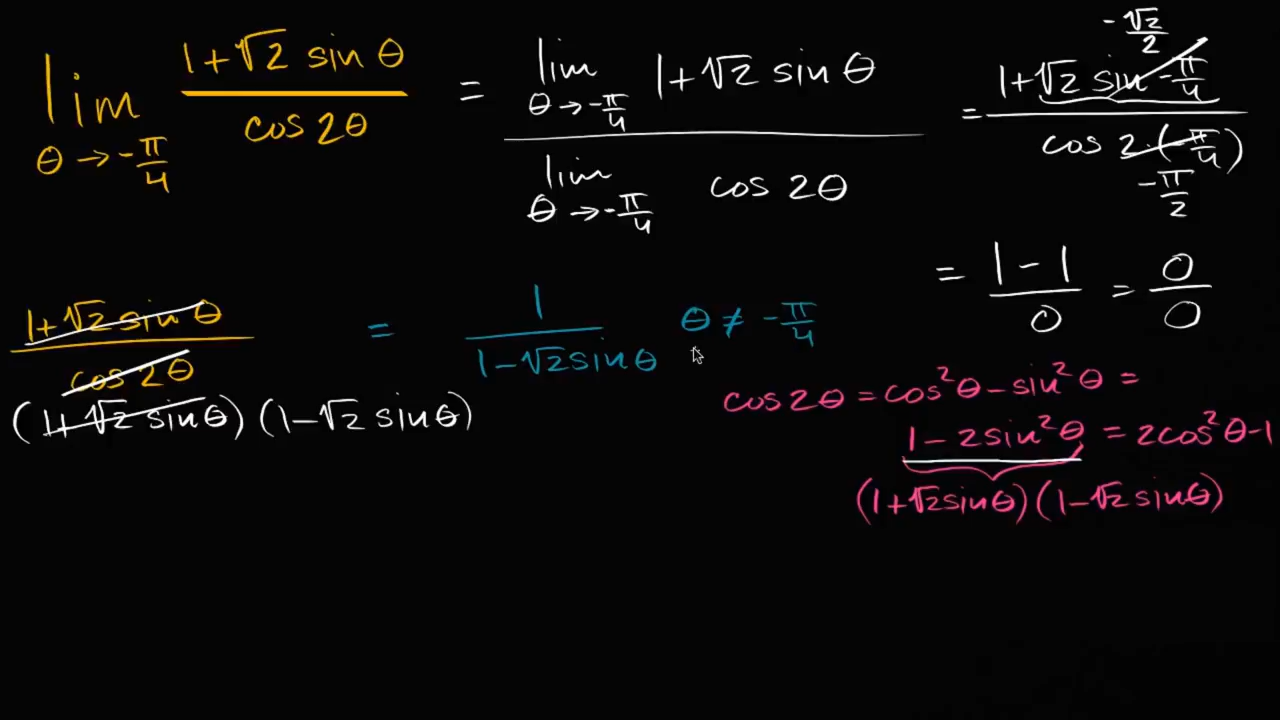 lim θ→-π/4 (1+√2 sin θ)/(cos 2θ) = (lim θ→-π/4 1+√2 sin θ)/(lim θ→-π/4 cos 2θ) = (1+√2 sin -π/4)/(cos 2(-π/4))
-√2/2
-π/2
= (1-1)/0 = 0/0
(1+√2 sin θ)/(cos 2θ) = 1/(1-√2 sin θ) θ ≠ -π/4
(1+√2 sin θ)(1-√2 sin θ)
cos 2θ = cos²θ - sin²θ =
1-2sin²θ = 2cos²θ-1
(1+√2 sin θ)(1-√2 sin θ)